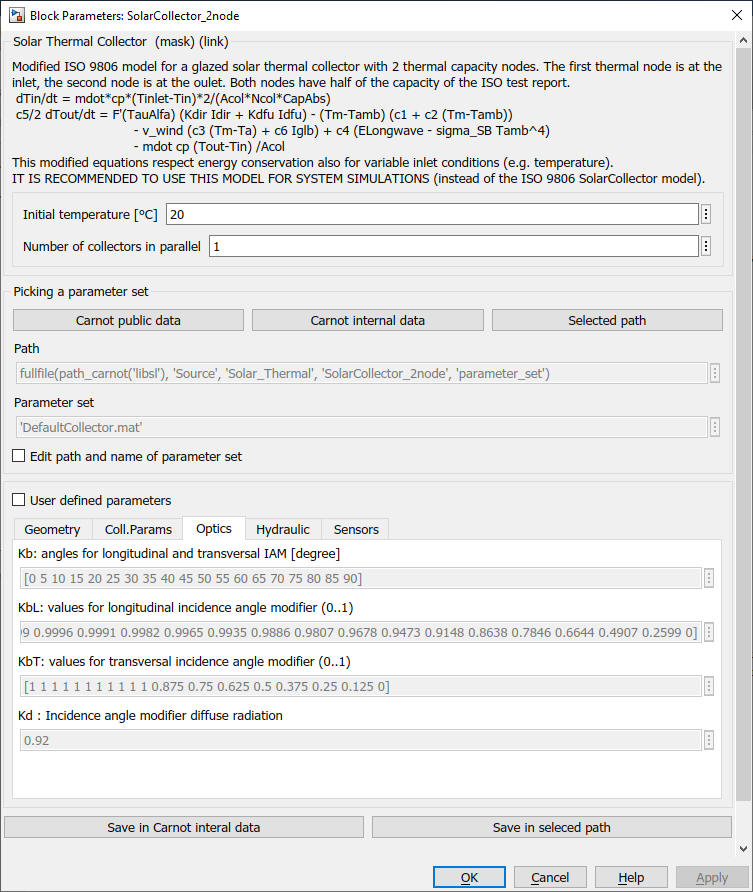 Block Parameters: SolarCollector_2node
Solar Thermal Collector  (mask) (link)
Modified ISO 9806 model for a glazed solar thermal collector with 2 thermal capacity nodes. The first thermal node is at the
inlet, the second node is at the oulet. Both nodes have half of the capacity of the ISO test report.
dTin/dt = mdot*cp*(Tinlet-Tin)*2/(Acol*Ncol*CapAbs)
c5/2 dTout/dt = F'(TauAlfa) (Kdir Idir + Kdfu Idfu) - (Tm-Tamb) (c1 + c2 (Tm-Tamb))
- v_wind (c3 (Tm-Ta) + c6 Iglb) + c4 (ELongwave - sigma_SB Tamb^4)
- mdot cp (Tout-Tin) /Acol
This modified equations respect energy conservation also for variable inlet conditions (e.g. temperature).
IT IS RECOMMENDED TO USE THIS MODEL FOR SYSTEM SIMULATIONS (instead of the ISO 9806 SolarCollector model).
Initial temperature [°C] 20
Number of collectors in parallel 1
Picking a parameter set
Carnot public data Carnot internal data Selected path
Path
fullfile(path_carnot('libsl'), 'Source', 'Solar_Thermal', 'SolarCollector_2node', 'parameter_set')
Parameter set
'DefaultCollector.mat'
Edit path and name of parameter set
User defined parameters
Geometry Coll.Params Optics Hydraulic Sensors
Kb: angles for longitudinal and transversal IAM [degree]
[0 5 10 15 20 25 30 35 40 45 50 55 60 65 70 75 80 85 90]
KbL: values for longitudinal incidence angle modifier (0..1)
0.9996 0.9991 0.9982 0.9965 0.9935 0.9886 0.9807 0.9678 0.9473 0.9148 0.8638 0.7846 0.6644 0.4907 0.2599 0]
KbT: values for transversal incidence angle modifier (0..1)
[1 1 1 1 1 1 1 1 1 1 1 0.875 0.75 0.625 0.5 0.375 0.25 0.125 0]
Kd : Incidence angle modifier diffuse radiation
0.92
Save in Carnot interal data Save in seleced path
OK Cancel Help Apply